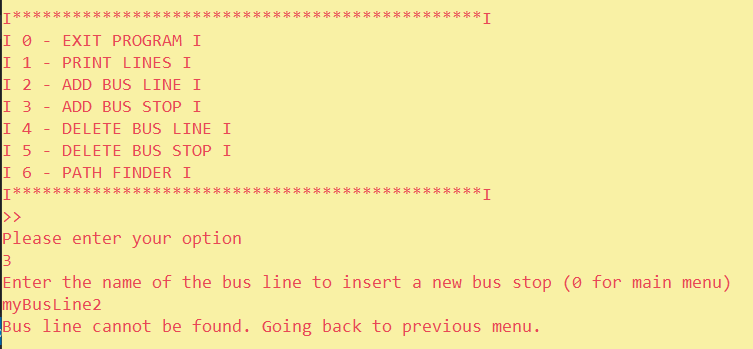 I***********************************************I
I 0 - EXIT PROGRAM I
I 1 - PRINT LINES I
I 2 - ADD BUS LINE I
I 3 - ADD BUS STOP I
I 4 - DELETE BUS LINE I
I 5 - DELETE BUS STOP I
I 6 - PATH FINDER I
I***********************************************I
>>
Please enter your option
3
Enter the name of the bus line to insert a new bus stop (0 for main menu)
myBusLine2
Bus line cannot be found. Going back to previous menu.